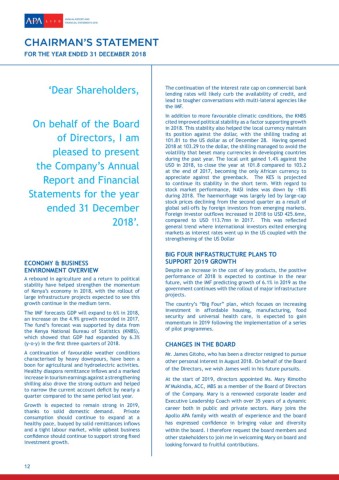 APA APOLLO
ANNUAL REPORT AND
FINANCIAL STATEMENTS 2018
CHAIRMAN'S STATEMENT
FOR THE YEAR ENDED 31 DECEMBER 2018
'Dear Shareholders,
On behalf of the Board
of Directors, I am
pleased to present
the Company's Annual
Report and Financial
Statements for the year
ended 31 December
2018'.
ECONOMY & BUSINESS
ENVIRONMENT OVERVIEW
A rebound in agriculture and a return to political
stability have helped strengthen the momentum
of Kenya's economy in 2018, with the rollout of
large infrastructure projects expected to see this
growth continue in the medium term.
The IMF forecasts GDP will expand to 6% in 2018,
an increase on the 4.9% growth recorded in 2017.
The fund's forecast was supported by data from
the Kenya National Bureau of Statistics (KNBS),
which showed that GDP had expanded by 6.3%
(y-o-y) in the first three quarters of 2018.
A continuation of favourable weather conditions
characterised by heavy downpours, have been a
boon for agricultural and hydroelectric activities.
Healthy diaspora remittance inflows and a marked
increase in tourism earnings against a strengthening
shilling also drove the strong outturn and helped
to narrow the current account deficit by nearly a
quarter compared to the same period last year.
Growth is expected to remain strong in 2019,
thanks to solid domestic demand. Private
consumption should continue to expand at a
healthy pace, buoyed by solid remittances inflows
and a tight labour market, while upbeat business
confidence should continue to support strong fixed
investment growth.
The continuation of the interest rate cap on commercial bank
lending rates will likely curb the availability of credit, and
lead to tougher conversations with multi-lateral agencies like
the IMF.
In addition to more favourable climatic conditions, the KNBS
cited improved political stability as a factor supporting growth
in 2018. This stability also helped the local currency maintain
its position against the dollar, with the shilling trading at
101.81 to the US dollar as of December 28. Having opened
2018 at 103.29 to the dollar, the shilling managed to avoid the
volatility that beset many currencies in developing countries
during the past year. The local unit gained 1.4% against the
USD in 2018, to close the year at 101.8 compared to 103.2
at the end of 2017, becoming the only African currency to
appreciate against the greenback. The KES is projected
to continue its stability in the short term. With regard to
stock market performance, NASI index was down by -18%
during 2018. The haemorrhage was largely led by large-cap
stock prices declining from the second quarter as a result of
global sell-offs by foreign investors from emerging markets.
Foreign investor outflows increased in 2018 to USD 425.6mn,
compared to USD 113.7mn in 2017. This was reflected
general trend where international investors exited emerging
markets as interest rates went up in the US coupled with the
strengthening of the US Dollar
BIG FOUR INFRASTRUCTURE PLANS TO
SUPPORT 2019 GROWTH
Despite an increase in the cost of key products, the positive
performance of 2018 is expected to continue in the near
future, with the IMF predicting growth of 6.1% in 2019 as the
government continues with the rollout of major infrastructure
projects.
The country's "Big Four" plan, which focuses on increasing
investment in affordable housing, manufacturing, food
security and universal health care, is expected to gain
momentum in 2019 following the implementation of a series
of pilot programmes.
CHANGES IN THE BOARD
Mr. James Gitoho, who has been a director resigned to pursue
other personal interest in August 2018. On behalf of the Board
of the Directors, we wish James well in his future pursuits.
At the start of 2019, directors appointed Ms. Mary Kimotho
M'Mukindia, ACC, MBS as a member of the Board of Directors
of the Company. Mary is a renowned corporate leader and
Executive Leadership Coach with over 35 years of a dynamic
career both in public and private sectors. Mary joins the
Apollo APA family with wealth of experience and the board
has expressed confidence in bringing value and diversity
within the board. I therefore request the board members and
other stakeholders to join me in welcoming Mary on board and
looking forward to fruitful contributions.
12